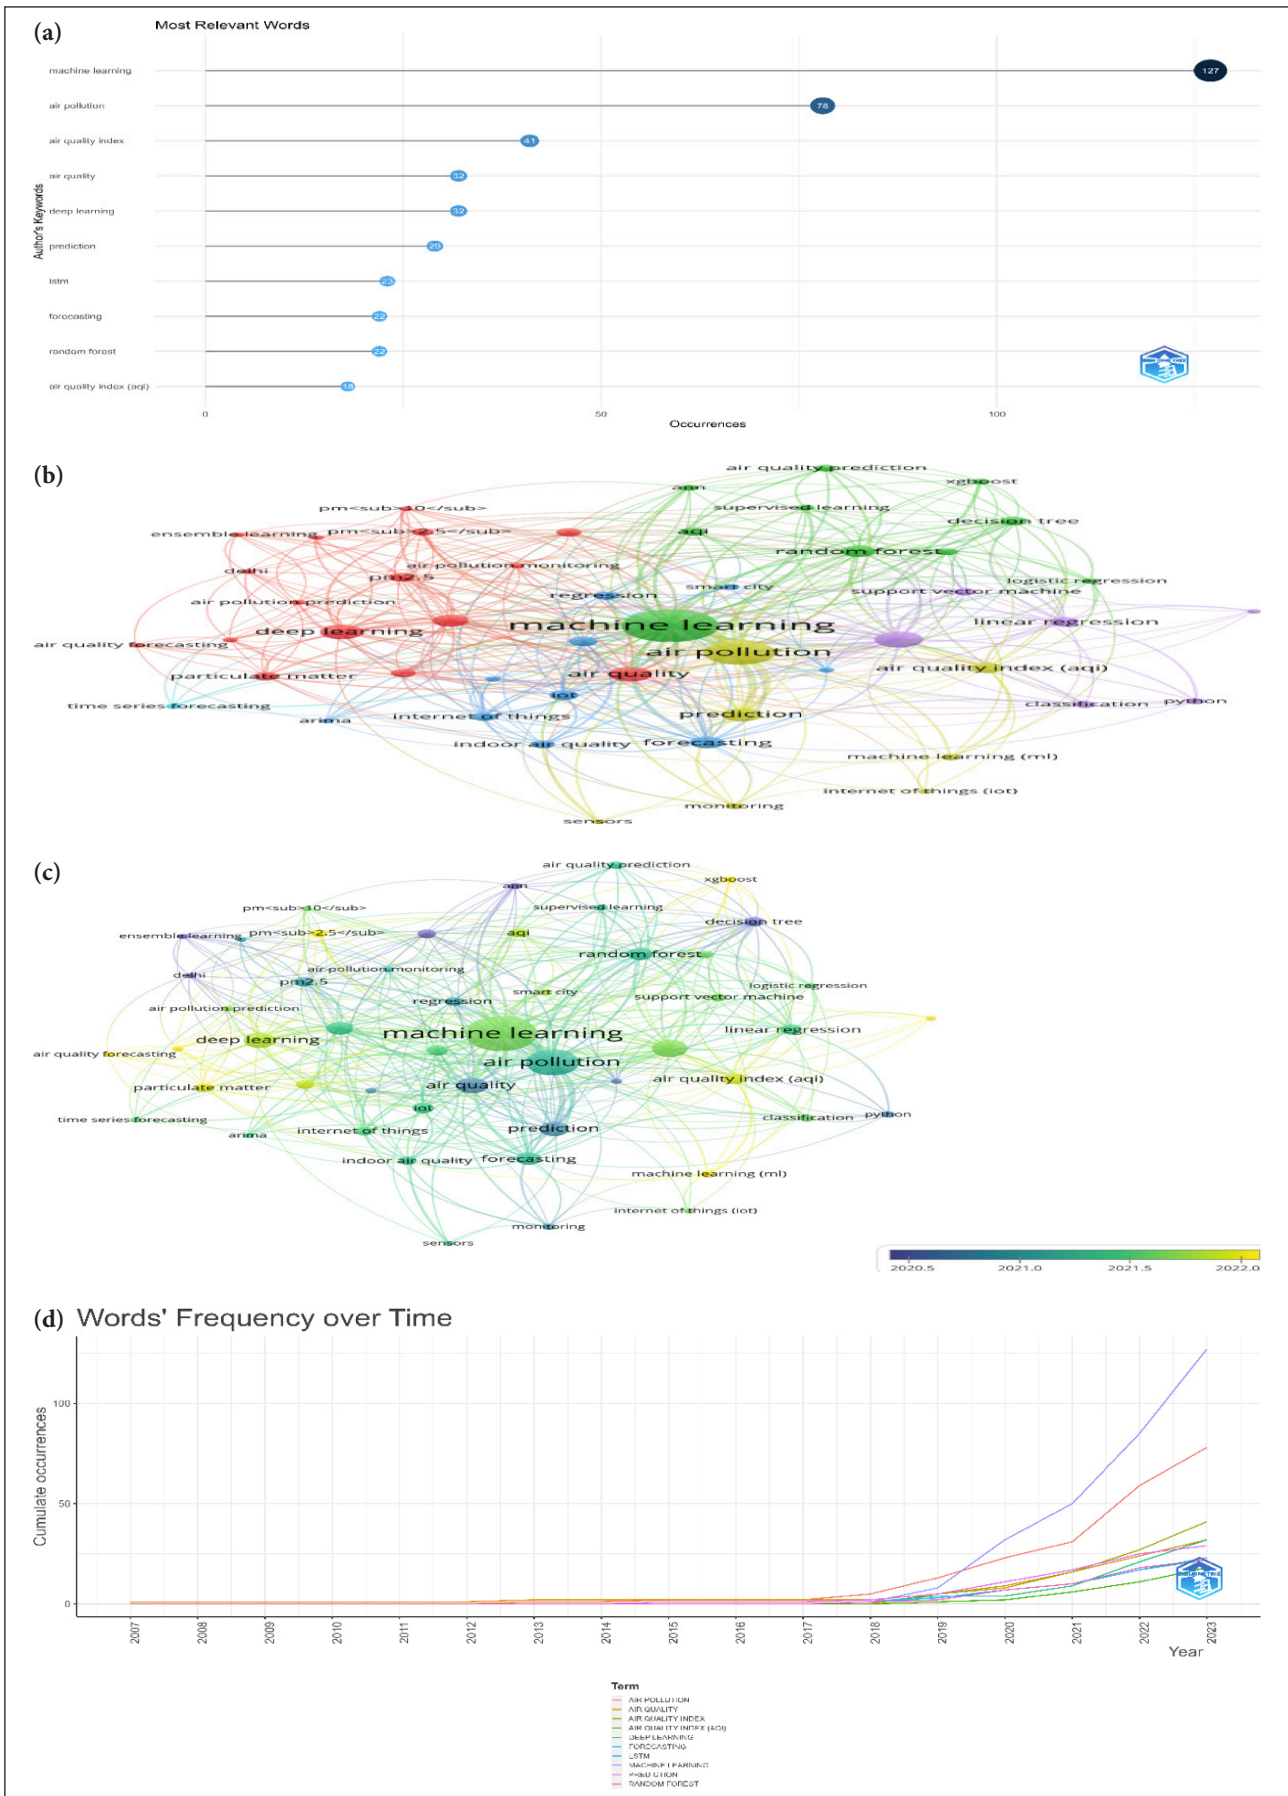 (a)
Most Relevant Words
Author's Keywords
machine learning
127
air pollution
78
air quality index
41
air quality
32
deep learning
32
prediction
29
lstm
23
forecasting
22
random forest
22
air quality index (aqi)
18
0
50
100
Occurrences
(b)
air quality prediction
ann
xgboost
pm<sub>10</sub>
supervised learning
ensemble learning
pm<sub>2.5</sub>
aqi
decision tree
random forest
delhi
air pollution monitoring
pm2.5
smart city
logistic regression
regression
support vector machine
air pollution prediction
deep learning
machine learning
linear regression
air quality forecasting
air pollution
particulate matter
air quality
air quality index (aqi)
time series forecasting
iot
arima
internet of things
prediction
classification
python
indoor air quality
forecasting
machine learning (ml)
internet of things (iot)
monitoring
sensors
(c)
air quality prediction
ann
xgboost
pm<sub>10</sub>
supervised learning
decision tree
ensemble learning
pm<sub>2.5</sub>
aqi
random forest
delhi
air pollution monitoring
pm2.5
smart city
logistic regression
regression
support vector machine
air pollution prediction
machine learning
linear regression
deep learning
air quality forecasting
air pollution
particulate matter
air quality
air quality index (aqi)
time series forecasting
iot
classification
python
arima
internet of things
prediction
indoor air quality
forecasting
machine learning (ml)
internet of things (iot)
monitoring
sensors
2020.5
2021.0
2021.5
2022.0
(d) Words' Frequency over Time
Cumulate occurrences
100
50
0
2007
2008
2009
2010
2011
2012
2013
2014
2015
2016
2017
2018
2019
2020
2021
2022
2023
Year
Term
AIR POLLUTION
AIR QUALITY
AIR QUALITY INDEX
AIR QUALITY INDEX (AQI)
DEEP LEARNING
FORECASTING
LSTM
MACHINE LEARNING
PREDICTION
RANDOM FOREST